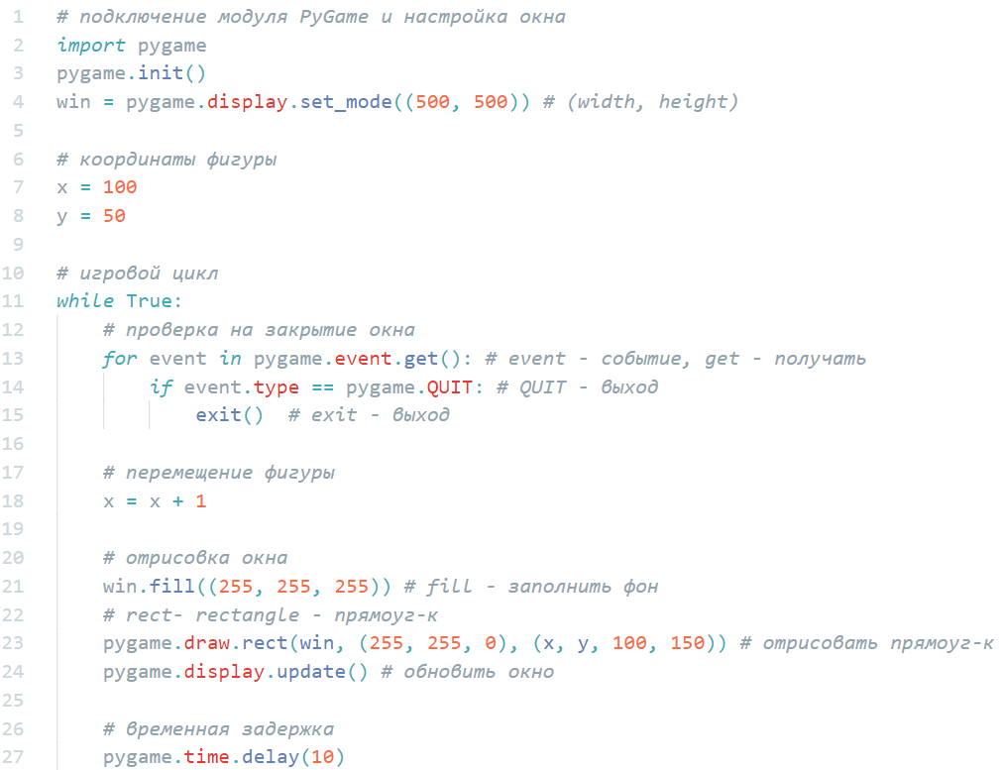 1 # подключение модуля PyGame и настройка окна
2 import pygame
3 pygame.init()
4 win = pygame.display.set_mode((500, 500)) # (width, height)
5
6 # координаты фигуры
7 x = 100
8 y = 50
9
10 # игровой цикл
11 while True:
12     # проверка на закрытие окна
13     for event in pygame.event.get(): # event - событие, get - получать
14         if event.type == pygame.QUIT: # QUIT - выход
15             exit()  # exit - выход
16
17     # перемещение фигуры
18     x = x + 1
19
20     # отрисовка окна
21     win.fill((255, 255, 255)) # fill - заполнить фон
22     # rect- rectangle - прямоуг-к
23     pygame.draw.rect(win, (255, 255, 0), (x, y, 100, 150)) # отрисовать прямоуг-к
24     pygame.display.update() # обновить окно
25
26     # временная задержка
27     pygame.time.delay(10)